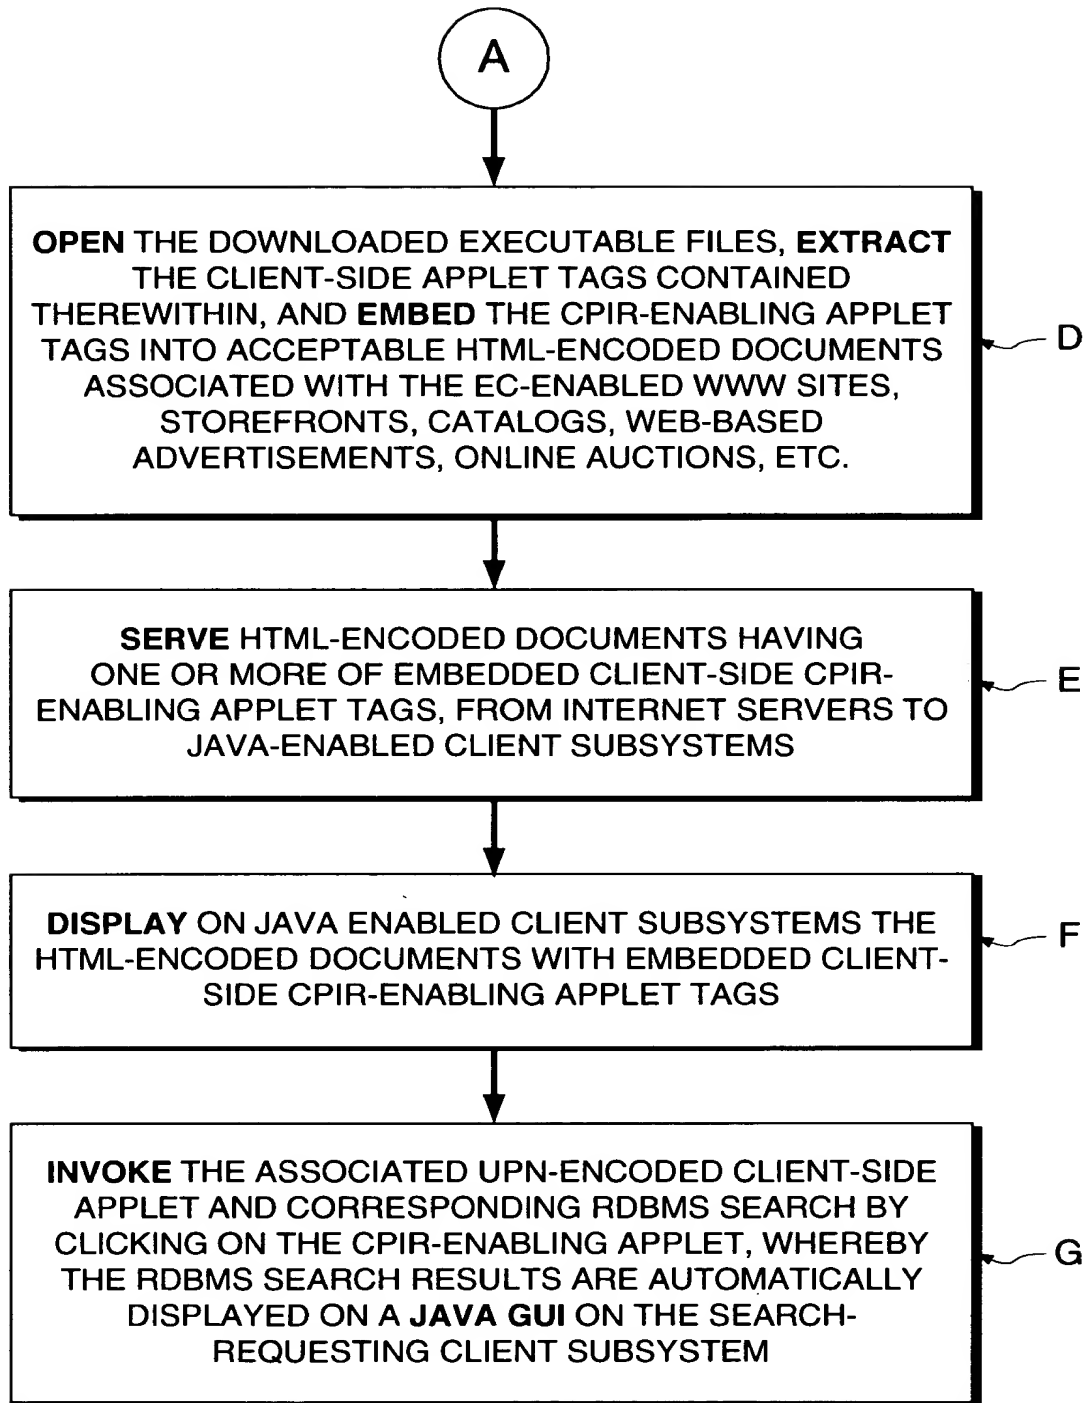 A
OPEN THE DOWNLOADED EXECUTABLE FILES, EXTRACT
THE CLIENT-SIDE APPLET TAGS CONTAINED
THEREWITHIN, AND EMBED THE CPIR-ENABLING APPLET
TAGS INTO ACCEPTABLE HTML-ENCODED DOCUMENTS
ASSOCIATED WITH THE EC-ENABLED WWW SITES,
STOREFRONTS, CATALOGS, WEB-BASED
ADVERTISEMENTS, ONLINE AUCTIONS, ETC.
D
SERVE HTML-ENCODED DOCUMENTS HAVING
ONE OR MORE OF EMBEDDED CLIENT-SIDE CPIR-
ENABLING APPLET TAGS, FROM INTERNET SERVERS TO
JAVA-ENABLED CLIENT SUBSYSTEMS
E
DISPLAY ON JAVA ENABLED CLIENT SUBSYSTEMS THE
HTML-ENCODED DOCUMENTS WITH EMBEDDED CLIENT-
SIDE CPIR-ENABLING APPLET TAGS
F
INVOKE THE ASSOCIATED UPN-ENCODED CLIENT-SIDE
APPLET AND CORRESPONDING RDBMS SEARCH BY
CLICKING ON THE CPIR-ENABLING APPLET, WHEREBY
THE RDBMS SEARCH RESULTS ARE AUTOMATICALLY
DISPLAYED ON A JAVA GUI ON THE SEARCH-
REQUESTING CLIENT SUBSYSTEM
G